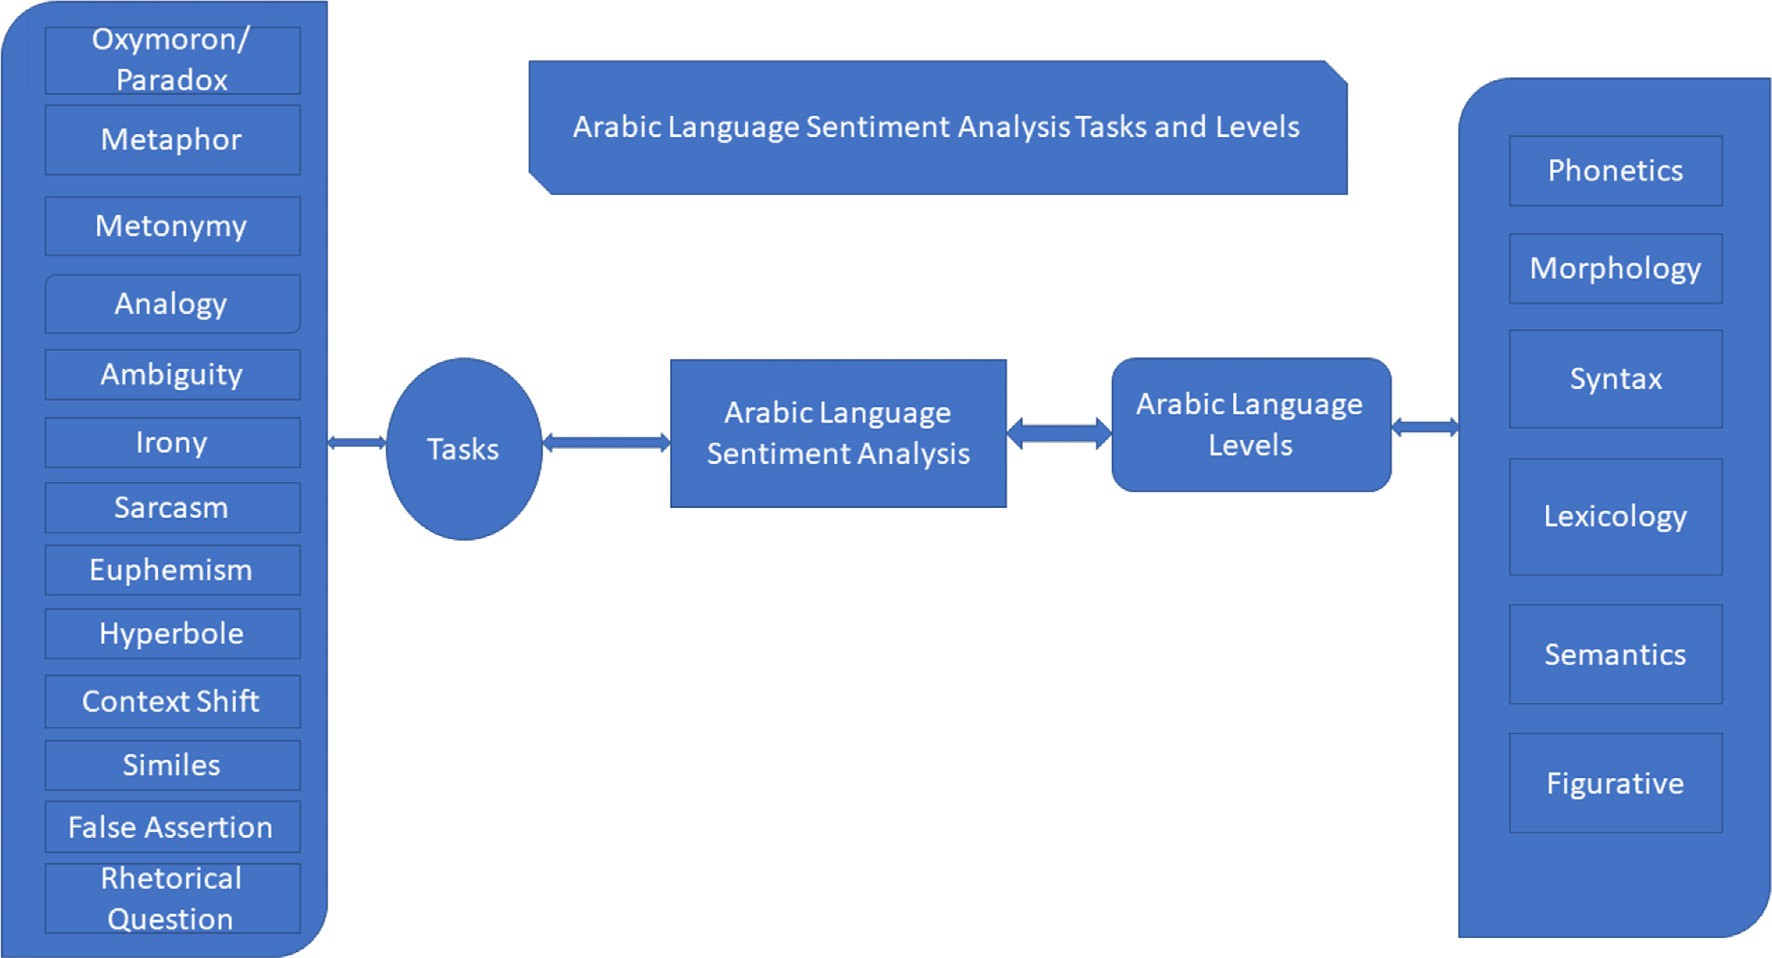 Oxymoron/
Paradox
Metaphor
Metonymy
Analogy
Ambiguity
Irony
Sarcasm
Euphemism
Hyperbole
Context Shift
Similes
False Assertion
Rhetorical
Question
Arabic Language Sentiment Analysis Tasks and Levels
Tasks
Arabic Language
Sentiment Analysis
Arabic Language
Levels
Phonetics
Morphology
Syntax
Lexicology
Semantics
Figurative